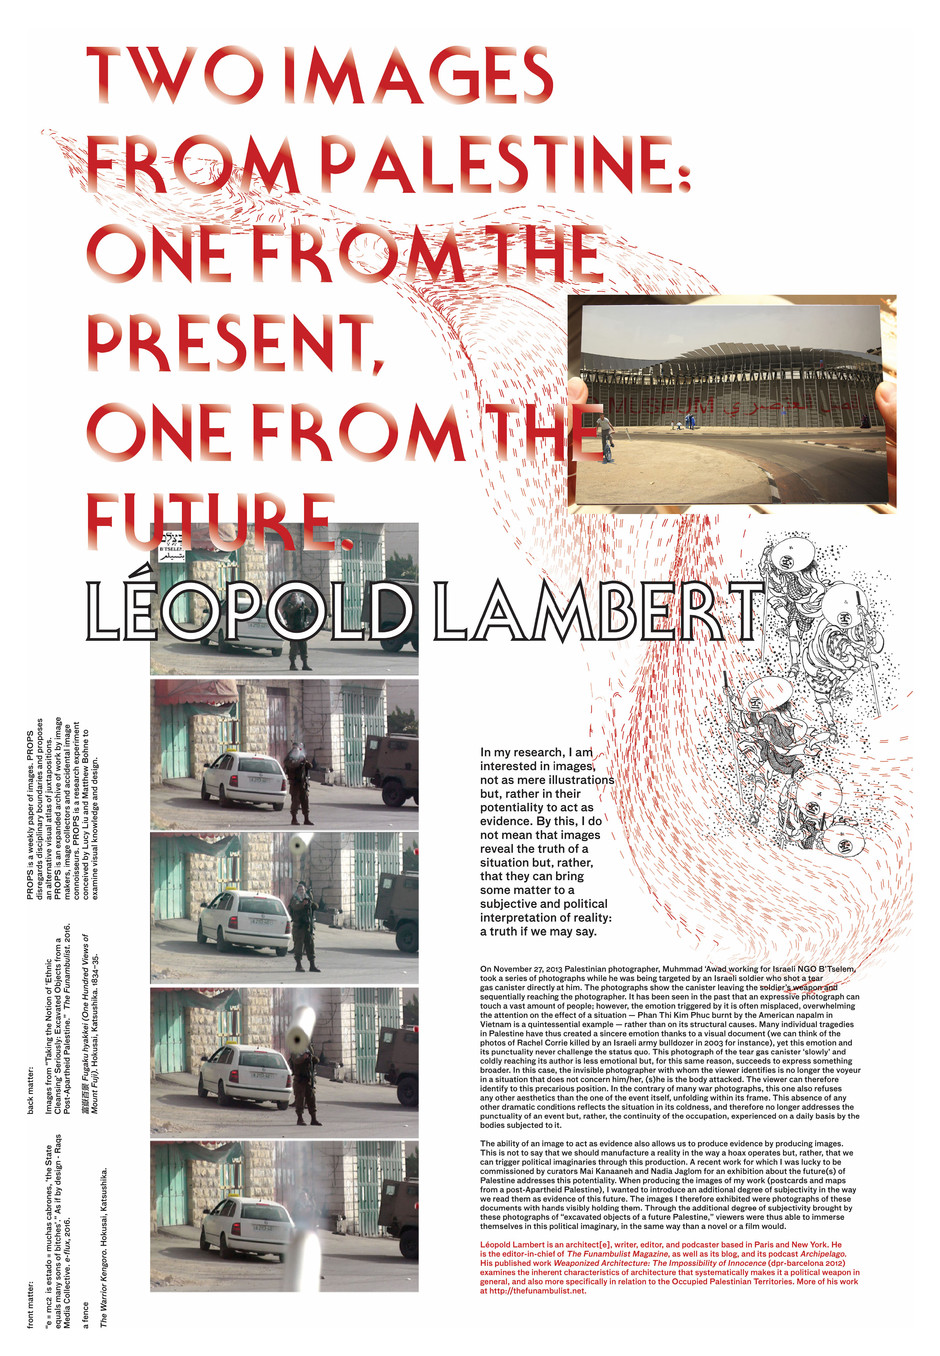 TWO IMAGES
FROM PALESTINE:
ONE FROM THE
PRESENT,
ONE FROM THE
FUTURE.
בצלם
B'TSELEM
بتسيلم
LÉOPOLD LAMBERT
In my research, I am
interested in images,
not as mere illustrations
but, rather in their
potentiality to act as
evidence. By this, I do
not mean that images
reveal the truth of a
situation but, rather,
that they can bring
some matter to a
subjective and political
interpretation of reality:
a truth if we may say.
On November 27, 2013 Palestinian photographer, Muhmmad 'Awad working for Israeli NGO B'Tselem,
took a series of photographs while he was being targeted by an Israeli soldier who shot a tear
gas canister directly at him. The photographs show the canister leaving the soldier's weapon and
sequentially reaching the photographer. It has been seen in the past that an expressive photograph can
touch a vast amount of people; however, the emotion triggered by it is often misplaced, overwhelming
the attention on the effect of a situation — Phan Thi Kim Phuc burnt by the American napalm in
Vietnam is a quintessential example — rather than on its structural causes. Many individual tragedies
in Palestine have thus created a sincere emotion thanks to a visual document (we can think of the
photos of Rachel Corrie killed by an Israeli army bulldozer in 2003 for instance), yet this emotion and
its punctuality never challenge the status quo. This photograph of the tear gas canister 'slowly' and
coldly reaching its author is less emotional but, for this same reason, succeeds to express something
broader. In this case, the invisible photographer with whom the viewer identifies is no longer the voyeur
in a situation that does not concern him/her, (s)he is the body attacked. The viewer can therefore
identify to this precarious position. In the contrary of many war photographs, this one also refuses
any other aesthetics than the one of the event itself, unfolding within its frame. This absence of any
other dramatic conditions reflects the situation in its coldness, and therefore no longer addresses the
punctuality of an event but, rather, the continuity of the occupation, experienced on a daily basis by the
bodies subjected to it.
The ability of an image to act as evidence also allows us to produce evidence by producing images.
This is not to say that we should manufacture a reality in the way a hoax operates but, rather, that we
can trigger political imaginaries through this production. A recent work for which I was lucky to be
commissioned by curators Mai Kanaaneh and Nadia Jaglom for an exhibition about the future(s) of
Palestine addresses this potentiality. When producing the images of my work (postcards and maps
from a post-Apartheid Palestine), I wanted to introduce an additional degree of subjectivity in the way
we read them as evidence of this future. The images I therefore exhibited were photographs of these
documents with hands visibly holding them. Through the additional degree of subjectivity brought by
these photographs of "excavated objects of a future Palestine," viewers were thus able to immerse
themselves in this political imaginary, in the same way than a novel or a film would.
Léopold Lambert is an architect[e], writer, editor, and podcaster based in Paris and New York. He
is the editor-in-chief of The Funambulist Magazine, as well as its blog, and its podcast Archipelago.
His published work Weaponized Architecture: The Impossibility of Innocence (dpr-barcelona 2012)
examines the inherent characteristics of architecture that systematically makes it a political weapon in
general, and also more specifically in relation to the Occupied Palestinian Territories. More of his work
at http://thefunambulist.net.
PROPS is a weekly paper of images. PROPS
disregards disciplinary boundaries and proposes
an alternative visual atlas of juxtapositions.
PROPS is an expanded archive of work by image
makers, image collectors and accidental image
connoisseurs. PROPS is a research experiment
conceived by Lucy Liu and Matthew Bohne to
examine visual knowledge and design.
back matter:
Images from "Taking the Notion of 'Ethnic
Cleansing' Seriously: Excavated Objects from a
Post-Apartheid Palestine." The Funambulist, 2016.
富嶽百景 Fugaku hyakkei (One Hundred Views of
Mount Fuji), Hokusai, Katsushika. 1834-35.
front matter:
"e = mc2 is estado = muchas cabrones, 'the State
equals many sons of bitches'." As if by design - Raqs
Media Collective. e-flux, 2016.
a fence
The Warrior Kengoro. Hokusai, Katsushika.